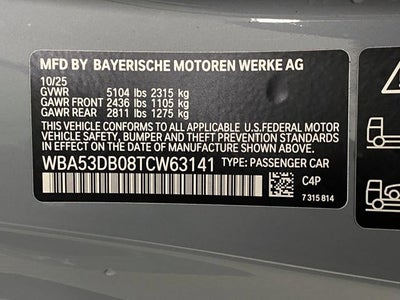 MFD BY BAYERISCHE MOTOREN WERKE AG
10/25
GVWR 5104 lbs 2315 kg
GAWR FRONT 2436 lbs 1105 kg
GAWR REAR 2811 lbs 1275 kg
THIS VEHICLE CONFORMS TO ALL APPLICABLE U.S.FEDERAL MOTOR
VEHICLE SAFETY, BUMPER AND THEFT PREVENTION STANDARDS
IN EFFECT ON THE DATE OF MANUFACTURE SHOWN ABOVE.
WBA53DB08TCW63141 TYPE: PASSENGER CAR
C4P
7 315 814